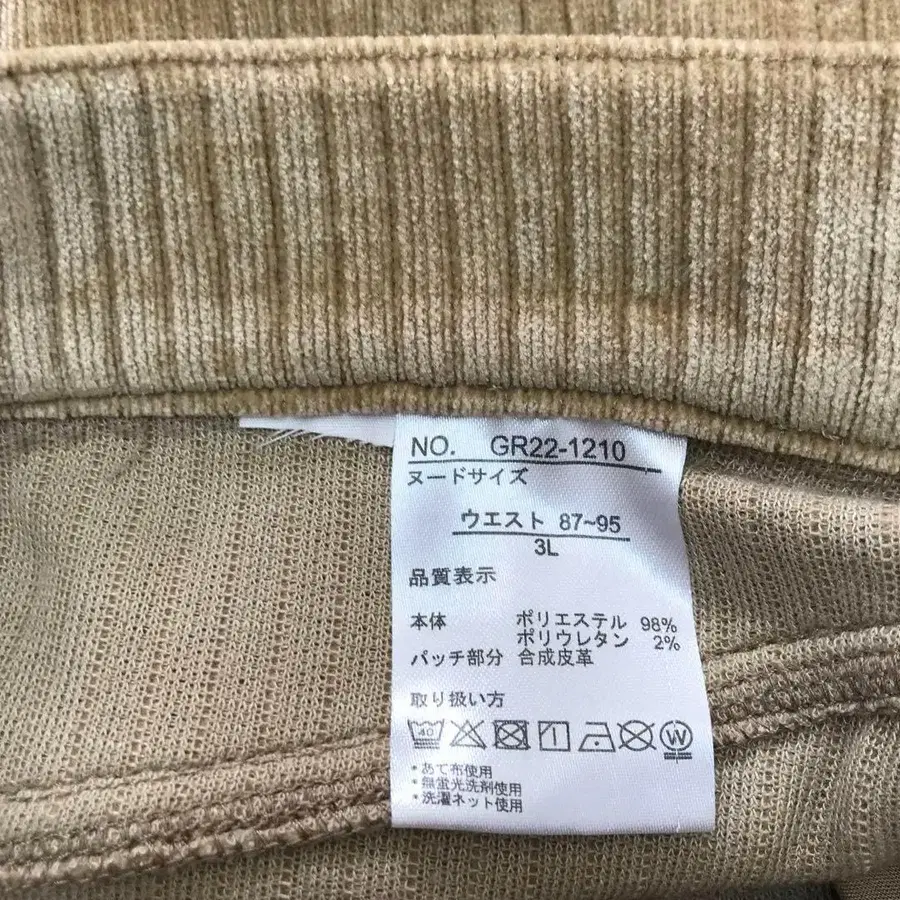 NO. GR22-1210
ヌードサイズ
ウエスト 87~95
3L
品質表示
本体 ポリエステル 98%
ポリウレタン 2%
パッチ部分 合成皮革
取り扱い方
40 W
*あて布使用
*無蛍光洗剤使用
*洗濯ネット使用